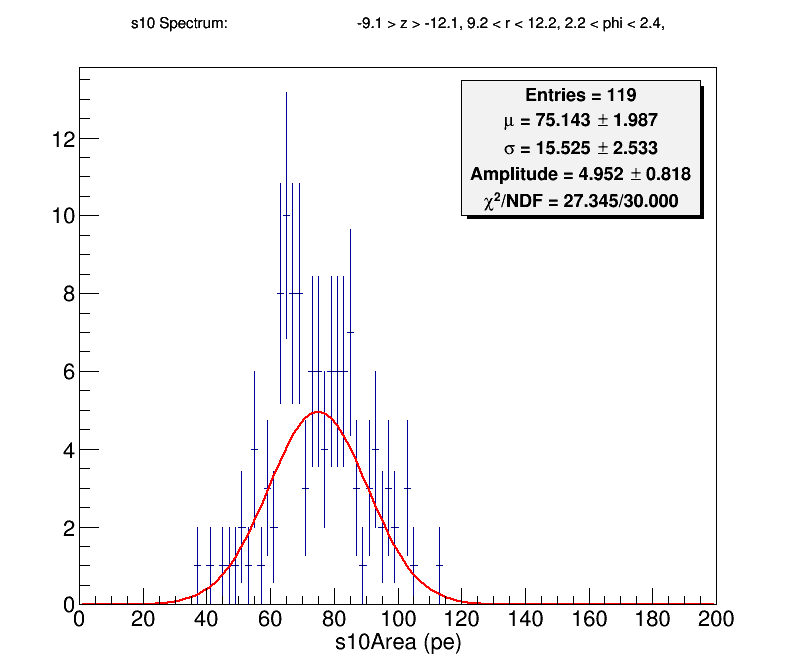 s10 Spectrum: -9.1 > z > -12.1, 9.2 < r < 12.2, 2.2 < phi < 2.4,
Entries = 119
μ = 75.143 ± 1.987
σ = 15.525 ± 2.533
Amplitude = 4.952 ± 0.818
χ²/NDF = 27.345/30.000
12
10
8
6
4
2
0
0 20 40 60 80 100 120 140 160 180 200
s10Area (pe)